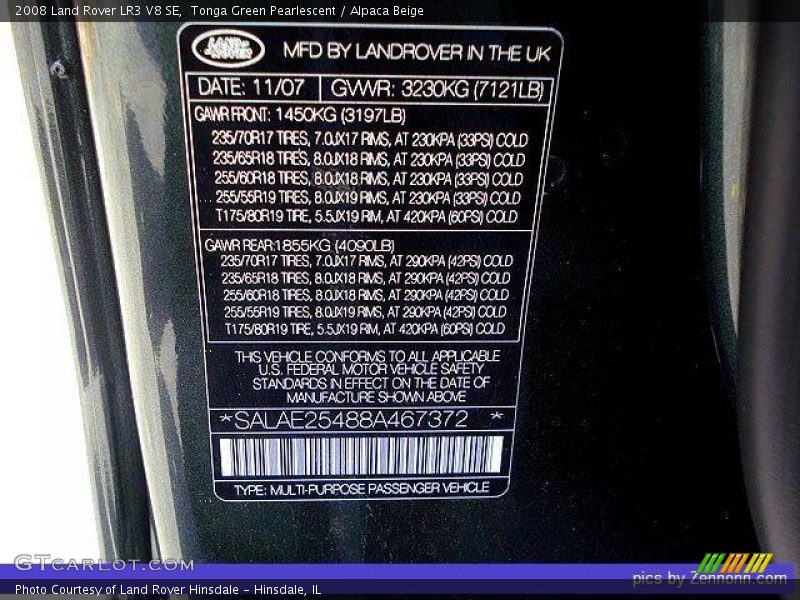 2008 Land Rover LR3 V8 SE, Tonga Green Pearlescent / Alpaca Beige
LAND-
ROVER
MFD BY LANDROVER IN THE UK
DATE: 11/07 GVWR: 3230KG (7121LB)
GAWR FRONT: 1450KG (3197LB)
235/70R17 TIRES, 7.0JX17 RIMS, AT 230KPA (33PSI) COLD
235/65R18 TIRES, 8.0JX18 RIMS, AT 230KPA (33PSI) COLD
255/60R18 TIRES, 8.0JX18 RIMS, AT 230KPA (33PSI) COLD
255/55R19 TIRES, 8.0JX19 RIMS, AT 230KPA (33PSI) COLD
T175/80R19 TIRE, 5.5JX19 RIM, AT 420KPA (60PSI) COLD
GAWR REAR:1855KG (4090LB)
235/70R17 TIRES, 7.0JX17 RIMS, AT 290KPA (42PSI) COLD
235/65R18 TIRES, 8.0JX18 RIMS, AT 290KPA (42PSI) COLD
255/60R18 TIRES, 8.0JX18 RIMS, AT 290KPA (42PSI) COLD
255/55R19 TIRES, 8.0JX19 RIMS, AT 290KPA (42PSI) COLD
T175/80R19 TIRE, 5.5JX19 RIM, AT 420KPA (60PSI) COLD
THIS VEHICLE CONFORMS TO ALL APPLICABLE
U.S. FEDERAL MOTOR VEHICLE SAFETY
STANDARDS IN EFFECT ON THE DATE OF
MANUFACTURE SHOWN ABOVE
*SALAE25488A467372 *
TYPE: MULTI-PURPOSE PASSENGER VEHICLE
GTcarlot.com
pics by Zennonn.com
Photo Courtesy of Land Rover Hinsdale - Hinsdale, IL